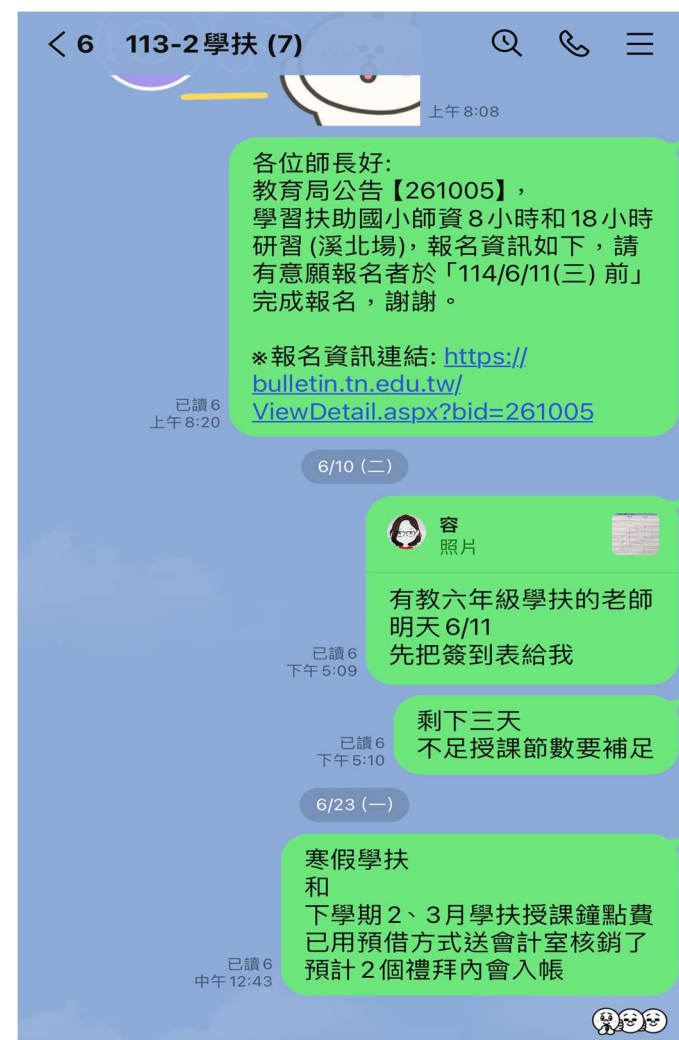 6 113-2學扶 (7)
上午8:08
各位師長好:
教育局公告【261005】,
學習扶助國小師資8小時和18小時
研習(溪北場),報名資訊如下,請
有意願報名者於「114/6/11(三) 前」
完成報名,謝謝。
※報名資訊連結: https://
bulletin.tn.edu.tw/
ViewDetail.aspx?bid=261005
已讀6
上午8:20
6/10 (二)
容
照片
有教六年級學扶的老師
明天6/11
先把簽到表給我
已讀6
下午5:09
剩下三天
不足授課節數要補足
已讀6
下午5:10
6/23 (一)
寒假學扶
和
下學期2、3月學扶授課鐘點費
已用預借方式送會計室核銷了
預計2個禮拜內會入帳
已讀6
中午12:43